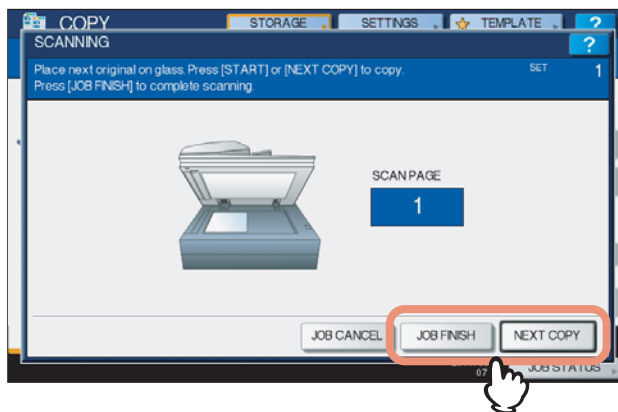 COPY STORAGE SETTINGS TEMPLATE ?
SCANNING ?
Place next original on glass. Press [START] or [NEXT COPY] to copy. SET 1
Press [JOB FINISH] to complete scanning.
SCAN PAGE
1
JOB CANCEL JOB FINISH NEXT COPY
07 JOB STATUS